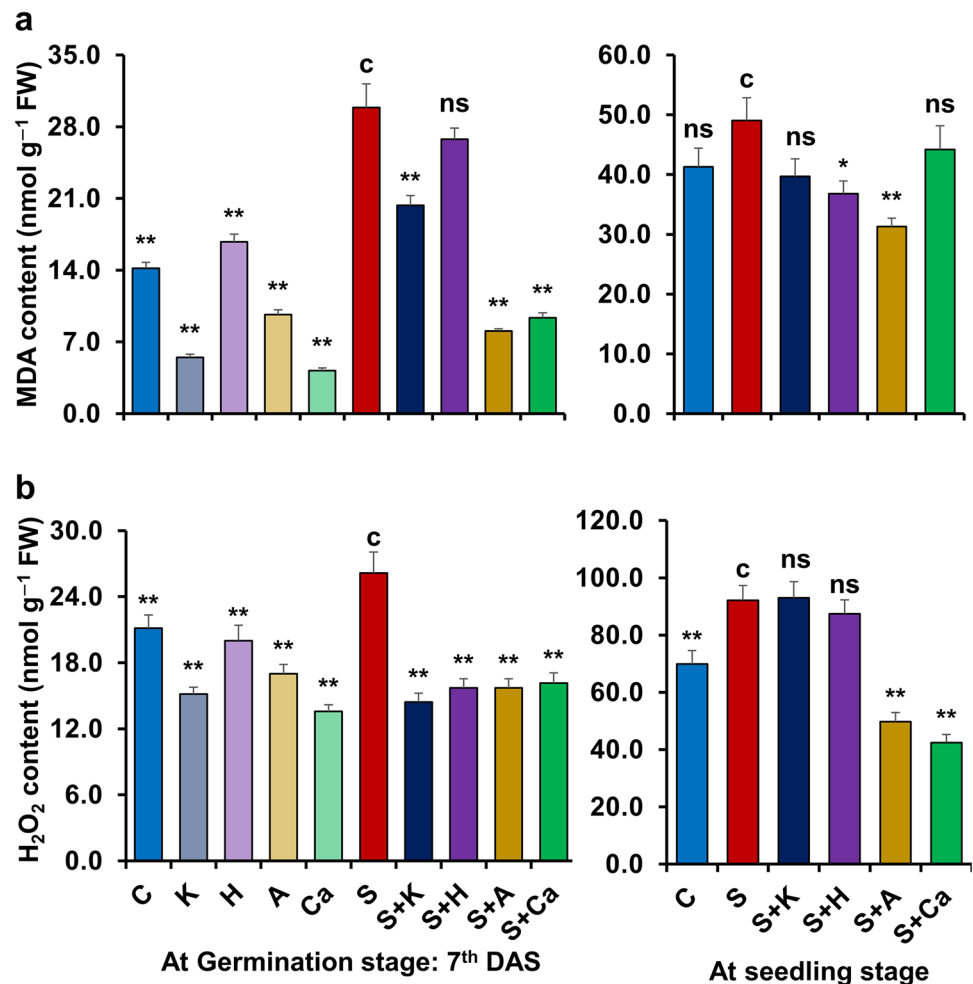 a
MDA content (nmol g⁻¹ FW)
35.0
28.0
21.0
14.0
7.0
0.0
**
**
**
**
**
c
**
ns
**
**
60.0
50.0
40.0
30.0
20.0
10.0
0.0
ns
c
ns
*
**
ns
b
H₂O₂ content (nmol g⁻¹ FW)
30.0
24.0
18.0
12.0
6.0
0.0
**
**
**
**
**
c
**
**
**
**
C K H A Ca S S+K S+H S+A S+Ca
At Germination stage: 7th DAS
120.0
100.0
80.0
60.0
40.0
20.0
0.0
**
c
ns
ns
**
**
C S S+K S+H S+A S+Ca
At seedling stage